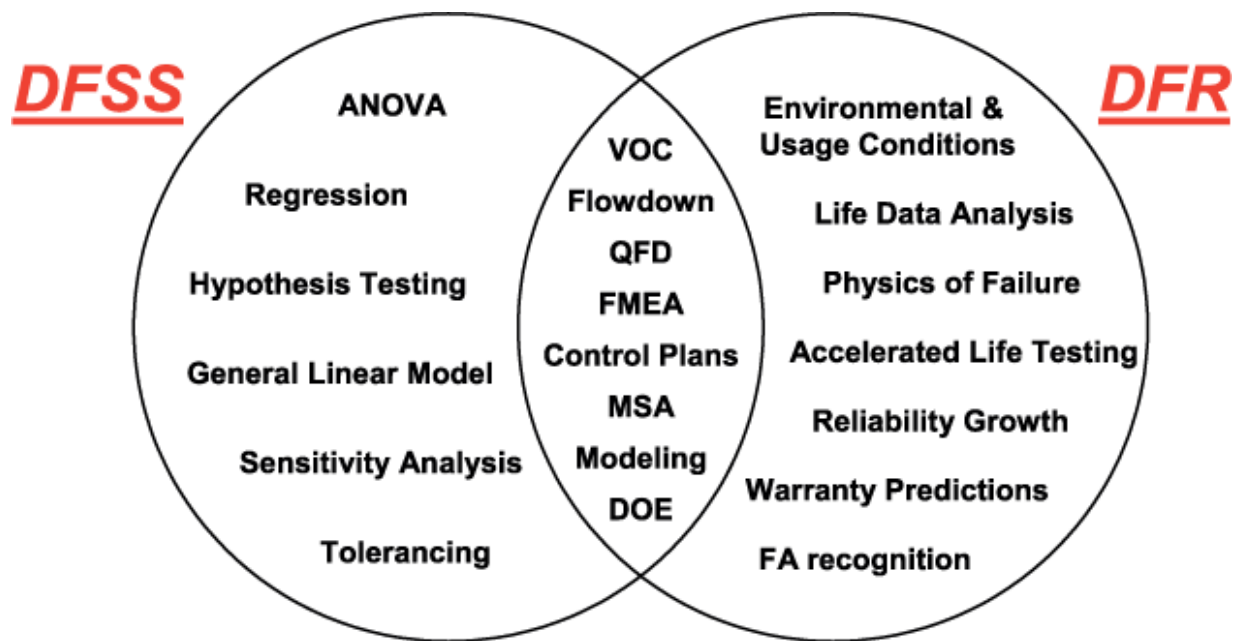 DFSS
ANOVA
Regression
Hypothesis Testing
General Linear Model
Sensitivity Analysis
Tolerancing
VOC
Flowdown
QFD
FMEA
Control Plans
MSA
Modeling
DOE
DFR
Environmental &
Usage Conditions
Life Data Analysis
Physics of Failure
Accelerated Life Testing
Reliability Growth
Warranty Predictions
FA recognition